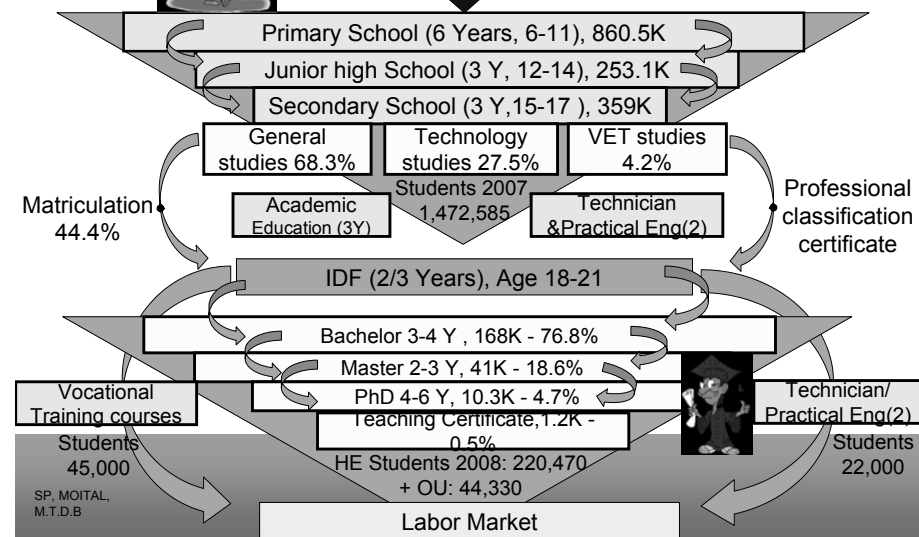 Primary School (6 Years, 6-11), 860.5K
Junior high School (3 Y, 12-14), 253.1K
Secondary School (3 Y,15-17 ), 359K
General
studies 68.3%
Technology
studies 27.5%
VET studies
4.2%
Students 2007
1,472,585
Matriculation
44.4%
Academic
Education (3Y)
Technician
&Practical Eng(2)
Professional
classification
certificate
IDF (2/3 Years), Age 18-21
Bachelor 3-4 Y , 168K - 76.8%
Master 2-3 Y, 41K - 18.6%
PhD 4-6 Y, 10.3K - 4.7%
Teaching Certificate,1.2K -
0.5%
Vocational
Training courses
Students
45,000
Technician/
Practical Eng(2)
Students
22,000
HE Students 2008: 220,470
+ OU: 44,330
SP, MOITAL,
M.T.D.B
Labor Market